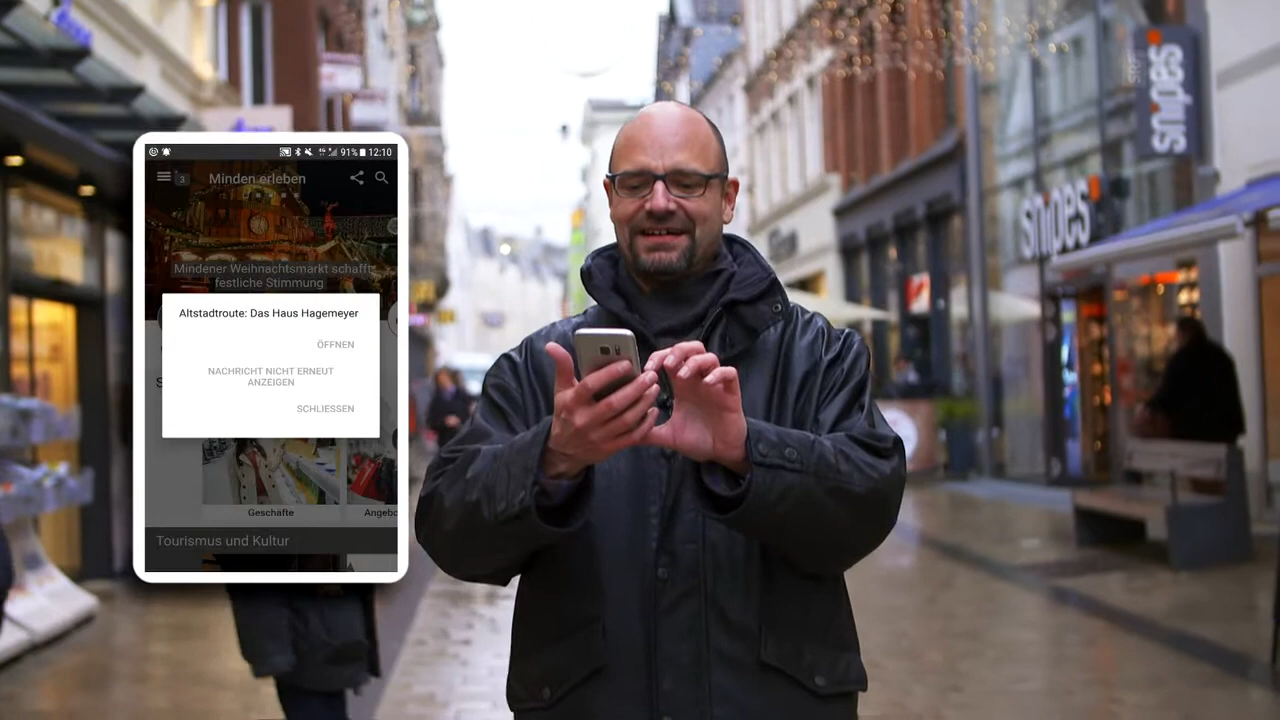 91% 12:10
3
Minden erleben
Mindener Weihnachtsmarkt schafft
festliche Stimmung
Altstadtroute: Das Haus Hagemeyer
ÖFFNEN
NACHRICHT NICHT ERNEUT
ANZEIGEN
SCHLIESSEN
Geschäfte
Angebo
Tourismus und Kultur
snipes
snipes